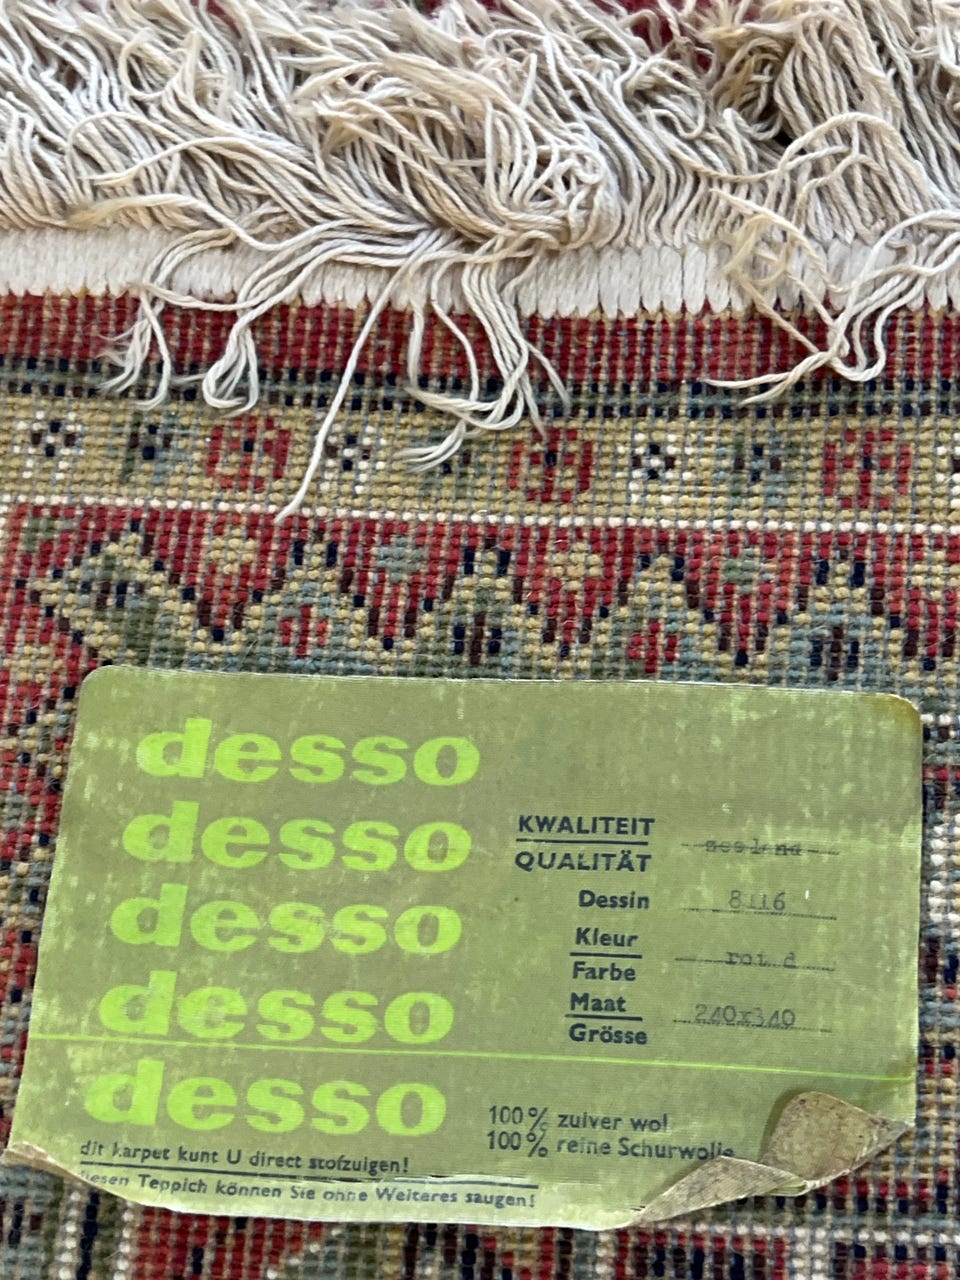 desso
desso
desso
desso
desso
KWALITEIT
QUALITÄT
Dessin 8116
Kleur
Farbe rot d
Maat
Grösse 240x340
100% zuiver wol
100% reine Schurwolle
dit karpet kunt U direct stofzuigen!
diesen Teppich können Sie ohne Weiteres saugen!